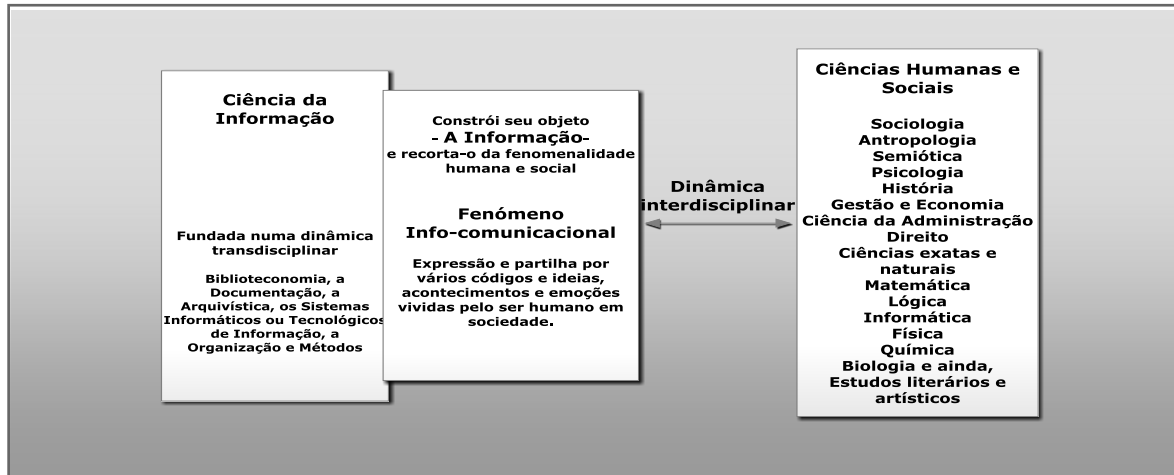 Ciência da
Informação
Fundada numa dinâmica
transdisciplinar
Biblioteconomia, a
Documentação, a
Arquivística, os Sistemas
Informáticos ou Tecnológicos
de Informação, a
Organização e Métodos
Constrói seu objeto
- A Informação-
e recorta-o da fenomenalidade
humana e social
Fenómeno
Info-comunicacional
Expressão e partilha por
vários códigos e ideias,
acontecimentos e emoções
vividas pelo ser humano em
sociedade.
Dinâmica
interdisciplinar
Ciências Humanas e
Sociais
Sociologia
Antropologia
Semiótica
Psicologia
História
Gestão e Economia
Ciência da Administração
Direito
Ciências exatas e
naturais
Matemática
Lógica
Informática
Física
Química
Biologia e ainda,
Estudos literários e
artísticos